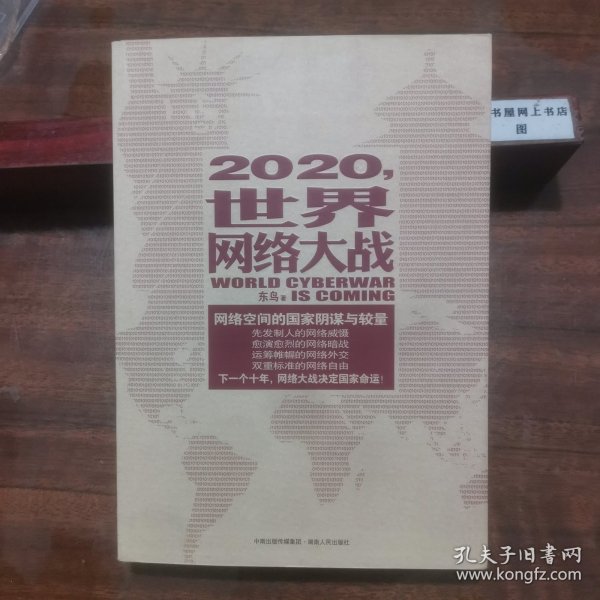 书屋网上书店
图
2020,
世界
网络大战
WORLD CYBERWAR
东鸟 著 IS COMING
网络空间的国家阴谋与较量
先发制人的网络威慑
愈演愈烈的网络暗战
运筹帷幄的网络外交
双重标准的网络自由
下一个十年，网络大战决定国家命运！
中南出版传媒集团·湖南人民出版社
孔夫子旧书网
www.kongfz.com